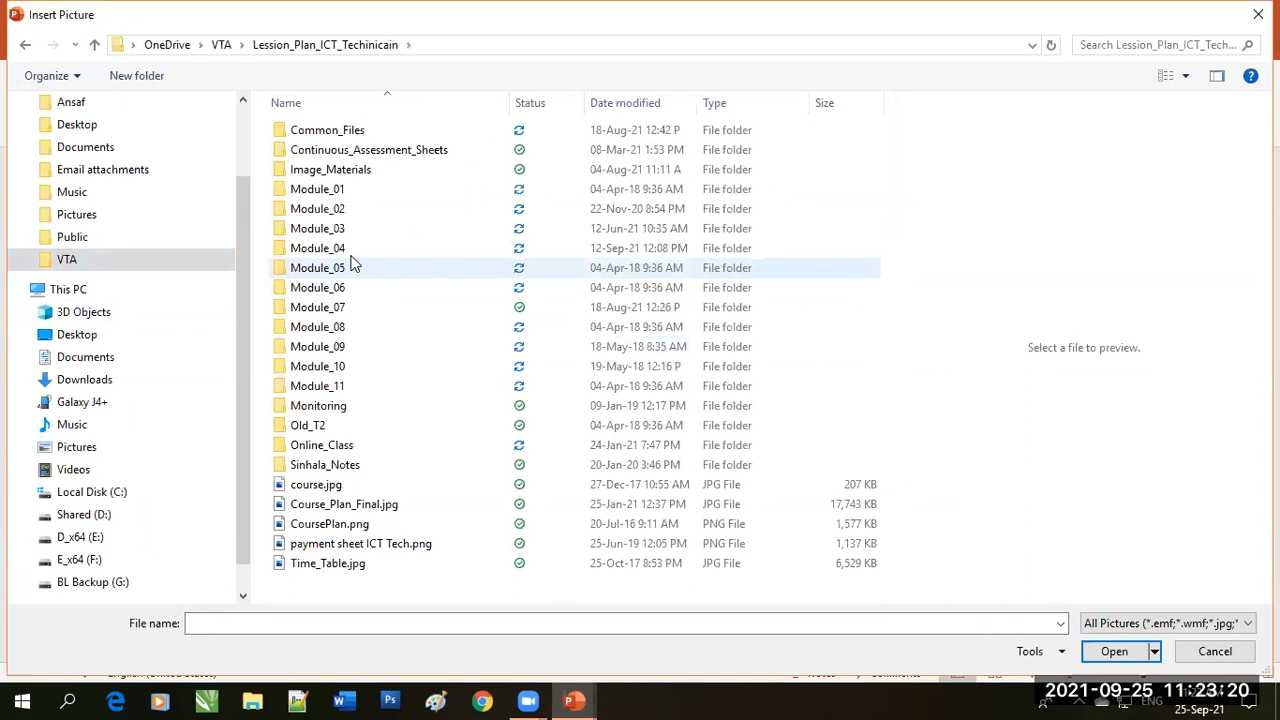 Insert Picture
OneDrive VTA Lession_Plan_ICT_Techinicain
Search Lession_Plan_ICT_Tech...
Organize New folder
Name Status Date modified Type Size
Ansaf
Desktop
Documents
Email attachments
Music
Pictures
Public
VTA
This PC
3D Objects
Desktop
Documents
Downloads
Galaxy J4+
Music
Pictures
Videos
Local Disk (C:)
Shared (D:)
D_x64 (E:)
E_x64 (F:)
BL Backup (G:)
Common_Files 18-Aug-21 12:42 P File folder
Continuous_Assessment_Sheets 08-Mar-21 1:53 PM File folder
Image_Materials 04-Aug-21 11:11 A File folder
Module_01 04-Apr-18 9:36 AM File folder
Module_02 22-Nov-20 8:54 PM File folder
Module_03 12-Jun-21 10:35 AM File folder
Module_04 12-Sep-21 12:08 PM File folder
Module_05 04-Apr-18 9:36 AM File folder
Module_06 04-Apr-18 9:36 AM File folder
Module_07 18-Aug-21 12:26 P File folder
Module_08 04-Apr-18 9:36 AM File folder
Module_09 18-May-18 8:35 AM File folder
Module_10 19-May-18 12:16 P File folder
Module_11 04-Apr-18 9:36 AM File folder
Monitoring 09-Jan-19 12:17 PM File folder
Old_T2 04-Apr-18 9:36 AM File folder
Online_Class 24-Jan-21 7:47 PM File folder
Sinhala_Notes 20-Jan-20 3:46 PM File folder
course.jpg 27-Dec-17 10:55 AM JPG File 207 KB
Course_Plan_Final.jpg 25-Jan-21 12:37 PM JPG File 17,743 KB
CoursePlan.png 20-Jul-16 9:11 AM PNG File 1,577 KB
payment sheet ICT Tech.png 25-Jun-19 12:05 PM PNG File 1,137 KB
Time_Table.jpg 25-Oct-17 8:53 PM JPG File 6,529 KB
Select a file to preview.
File name: All Pictures (*.emf;*.wmf;*.jpg;*
Tools Open Cancel
2021-09-25 11:23:20
ENG
25-Sep-21